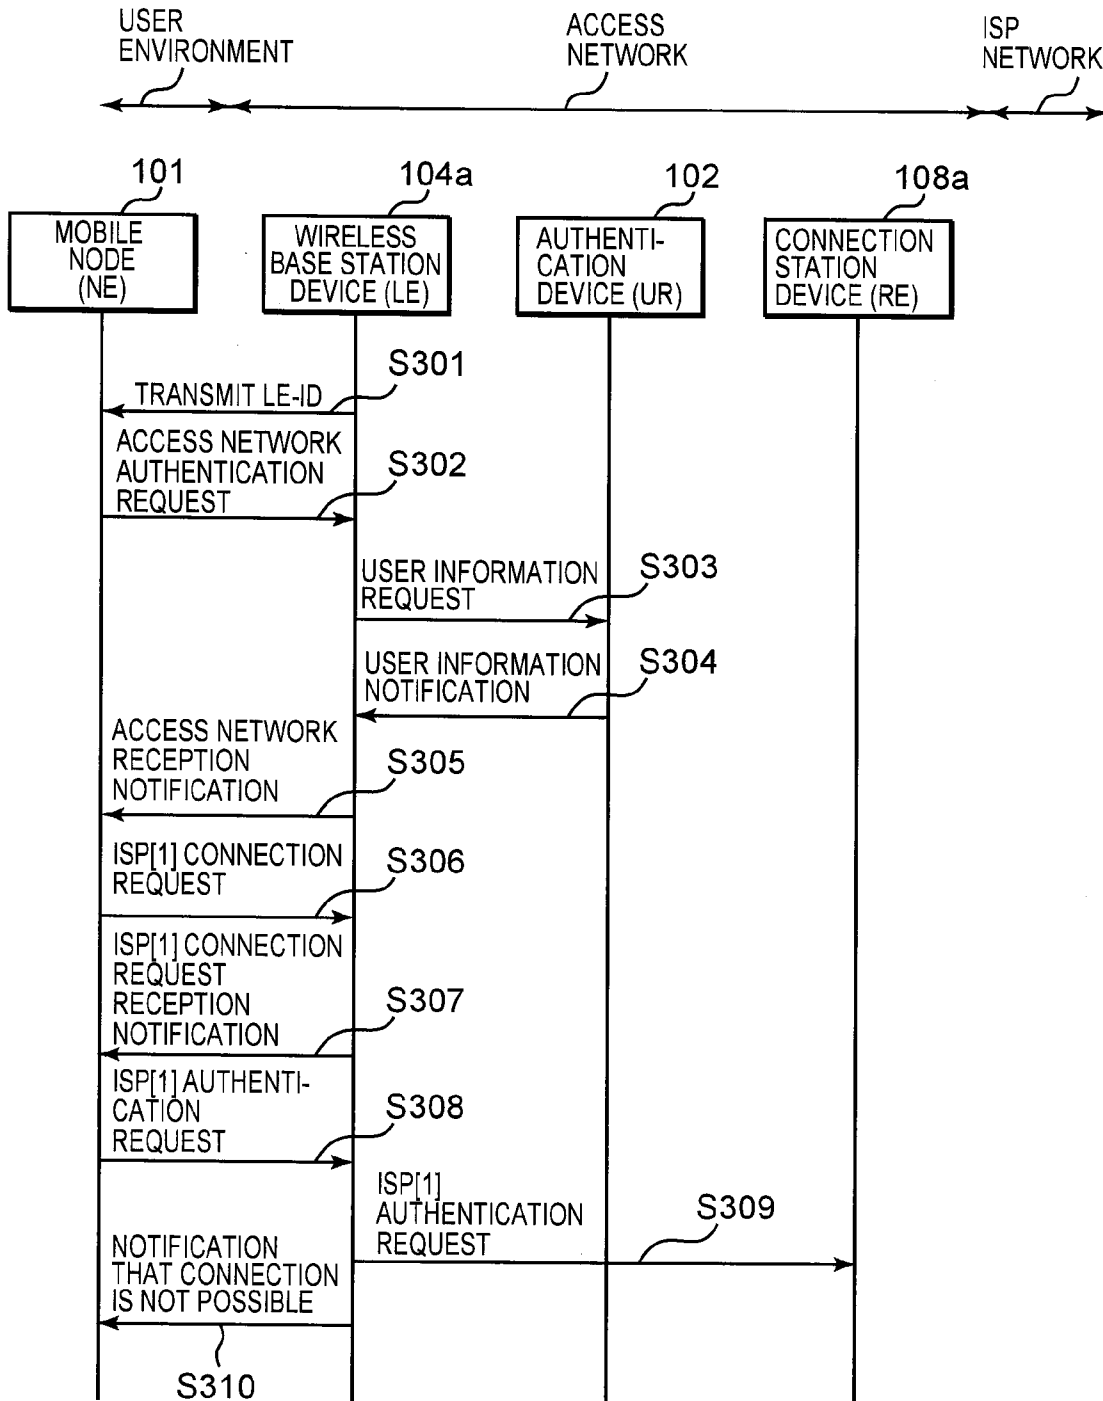 USER
ENVIRONMENT
ACCESS
NETWORK
ISP
NETWORK
101
104a
102
108a
MOBILE
NODE
(NE)
WIRELESS
BASE STATION
DEVICE (LE)
AUTHENTI-
CATION
DEVICE (UR)
CONNECTION
STATION
DEVICE (RE)
S301
TRANSMIT LE-ID
ACCESS NETWORK
AUTHENTICATION
REQUEST
S302
USER INFORMATION
REQUEST
S303
USER INFORMATION
NOTIFICATION
S304
ACCESS NETWORK
RECEPTION
NOTIFICATION
S305
ISP[1] CONNECTION
REQUEST
S306
ISP[1] CONNECTION
REQUEST
RECEPTION
NOTIFICATION
S307
ISP[1] AUTHENTI-
CATION
REQUEST
S308
ISP[1]
AUTHENTICATION
REQUEST
S309
NOTIFICATION
THAT CONNECTION
IS NOT POSSIBLE
S310